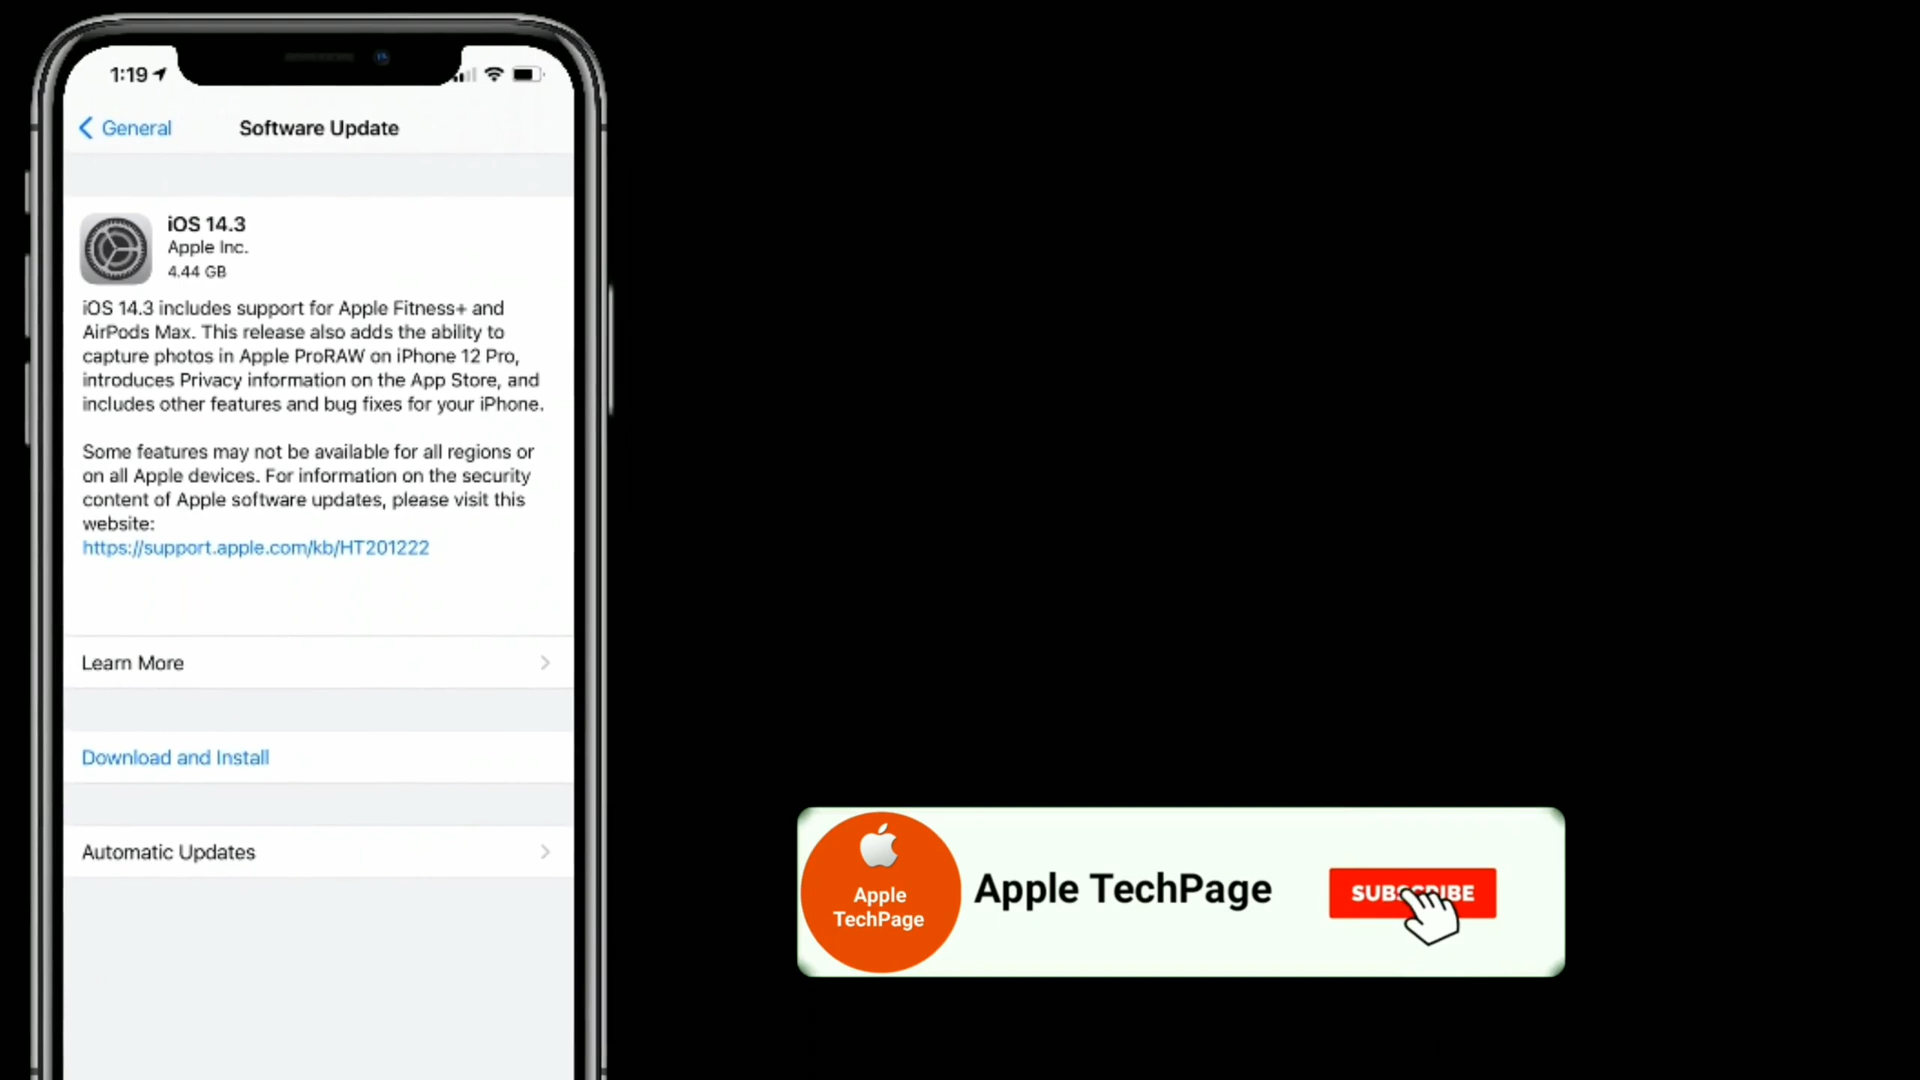 1:19
General
Software Update
iOS 14.3
Apple Inc.
4.44 GB
iOS 14.3 includes support for Apple Fitness+ and
AirPods Max. This release also adds the ability to
capture photos in Apple ProRAW on iPhone 12 Pro,
introduces Privacy information on the App Store, and
includes other features and bug fixes for your iPhone.
Some features may not be available for all regions or
on all Apple devices. For information on the security
content of Apple software updates, please visit this
website:
https://support.apple.com/kb/HT201222
Learn More
Download and Install
Automatic Updates
Apple
TechPage
Apple TechPage
SUBSCRIBE